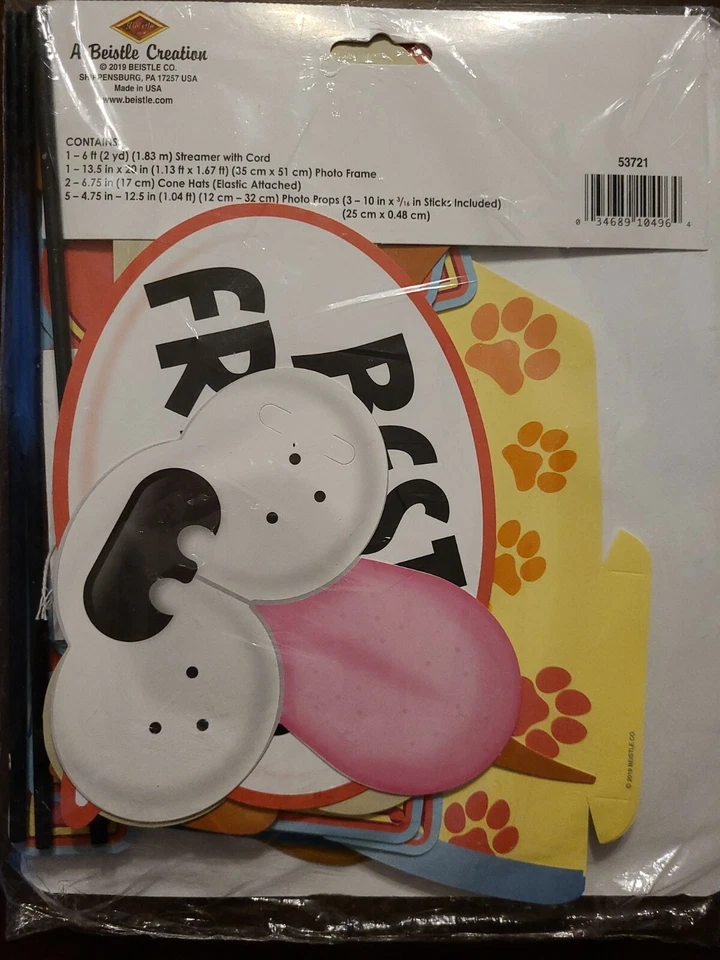 Beistle
A Beistle Creation
© 2019 BEISTLE CO.
SHIPPENSBURG, PA 17257 USA
Made in USA
www.beistle.com
CONTAINS:
1 – 6 ft (2 yd) (1.83 m) Streamer with Cord
1 – 13.5 in x 20 in (1.13 ft x 1.67 ft) (35 cm x 51 cm) Photo Frame
2 – 6.75 in (17 cm) Cone Hats (Elastic Attached)
5 – 4.75 in – 12.5 in (1.04 ft) (12 cm – 32 cm) Photo Props (3 – 10 in x 3/16 in Sticks Included)
(25 cm x 0.48 cm)
53721
0 34689 10496 4
BEST
FR
© 2019 BEISTLE CO.